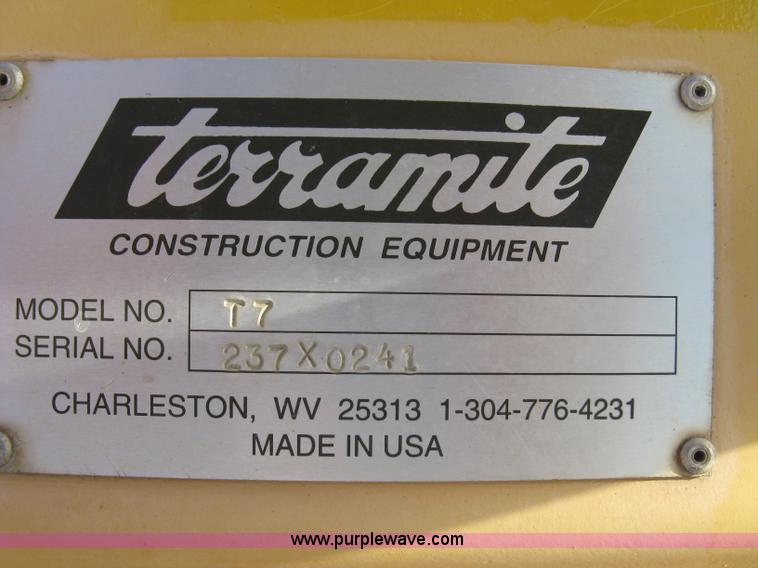 terramite
CONSTRUCTION EQUIPMENT
MODEL NO. T7
SERIAL NO. 237X0241
CHARLESTON, WV 25313 1-304-776-4231
MADE IN USA
www.purplewave.com